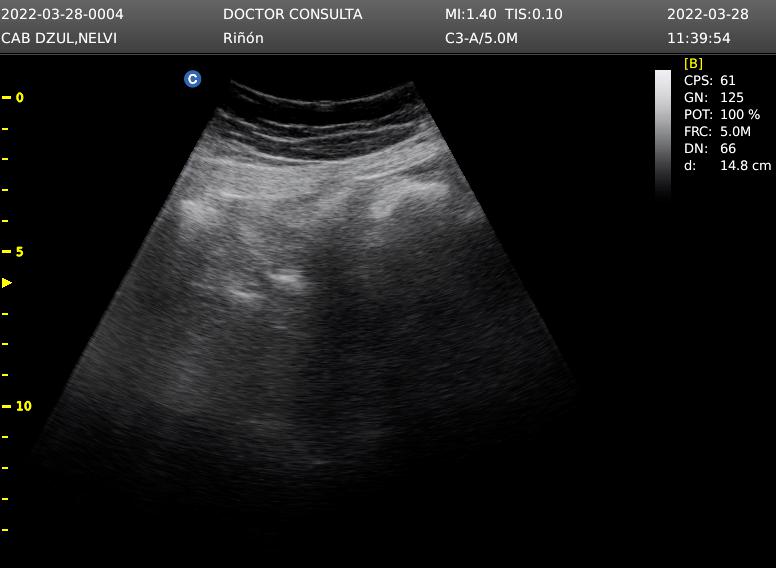 2022-03-28-0004 DOCTOR CONSULTA MI:1.40 TIS:0.10 2022-03-28
CAB DZUL,NELVI Riñón C3-A/5.0M 11:39:54
C
[B]
CPS: 61
GN: 125
POT: 100 %
FRC: 5.0M
DN: 66
d: 14.8 cm
0
5
10